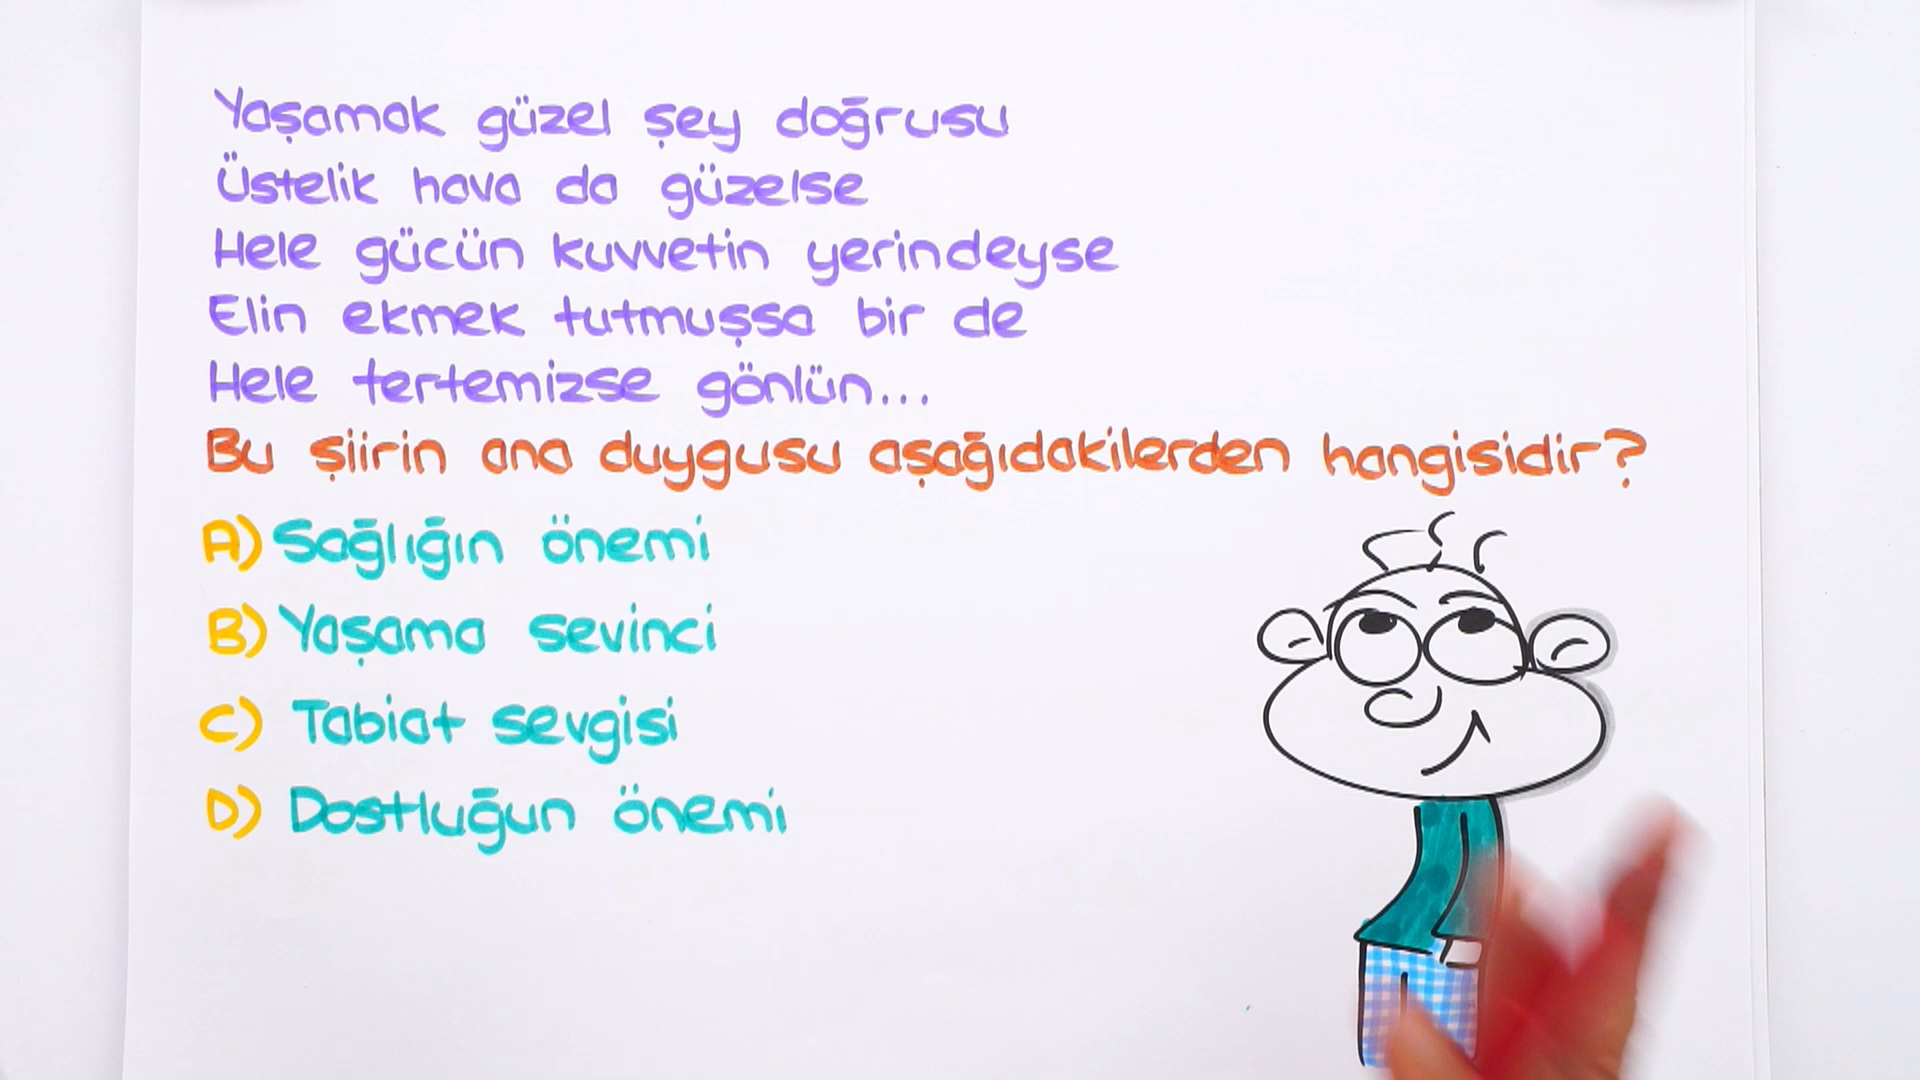 Yaşamak güzel şey doğrusu
Üstelik hava da güzelse
Hele gücün kuvvetin yerindeyse
Elin ekmek tutmuşsa bir de
Hele tertemizse gönlün...
Bu şiirin ana duygusu aşağıdakilerden hangisidir?
A) Sağlığın önemi
B) Yaşama sevinci
C) Tabiat sevgisi
D) Dostluğun önemi